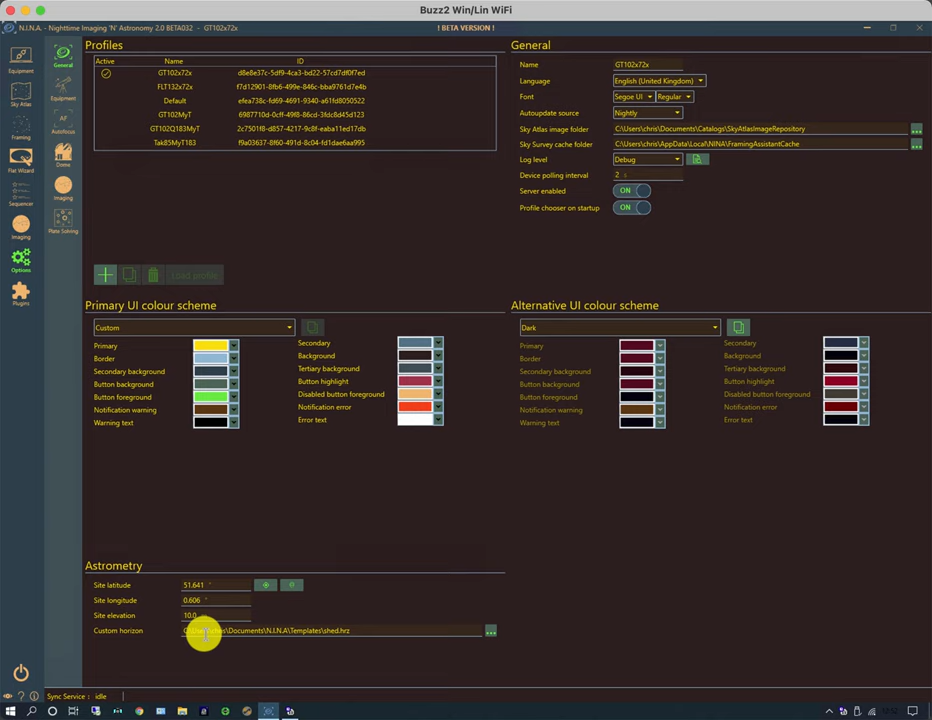 Buzz2 Win/Lin WiFi
N.I.N.A. - Nighttime Imaging 'N' Astronomy 2.0 BETA032 - GT102x72x
! BETA VERSION !
Equipment
Sky Atlas
Framing
Flat Wizard
Sequencer
Imaging
Options
Plugins
General
Equipment
AF
Autofocus
Dome
Imaging
Plate Solving
Profiles
Active Name ID
GT102x72x d8e8e37c-5df9-4ca3-bd22-57cd7df0f7ed
FLT132x72x f7d12901-8fb6-499e-846c-bba9761d7e4b
Default efea738c-fd69-4691-9340-a61fd8050522
GT102MyT 6987710d-0cff-49f8-86cd-3fdc8d45d123
GT102Q183MyT 2c7501f8-d857-4217-9c8f-eaba11ed17db
Tak85MyT183 f9a03637-8f60-491d-8c04-fd1dae6aa995
Load profile
General
Name GT102x72x
Language English (United Kingdom)
Font Segoe UI Regular
Autoupdate source Nightly
Sky Atlas image folder C:\Users\chris\Documents\Catalogs\SkyAtlasImageRepository
Sky Survey cache folder C:\Users\chris\AppData\Local\NINA\FramingAssistantCache
Log level Debug
Device polling interval 2 s
Server enabled ON
Profile chooser on startup ON
Primary UI colour scheme
Custom
Primary Secondary
Border Background
Secondary background Tertiary background
Button background Button highlight
Button foreground Disabled button foreground
Notification warning Notification error
Warning text Error text
Alternative UI colour scheme
Dark
Primary Secondary
Border Background
Secondary background Tertiary background
Button background Button highlight
Button foreground Disabled button foreground
Notification warning Notification error
Warning text Error text
Astrometry
Site latitude 51.641 °
Site longitude 0.606 °
Site elevation 10.0
Custom horizon C:\Users\chris\Documents\N.I.N.A\Templates\shed.hrz
Sync Service : idle